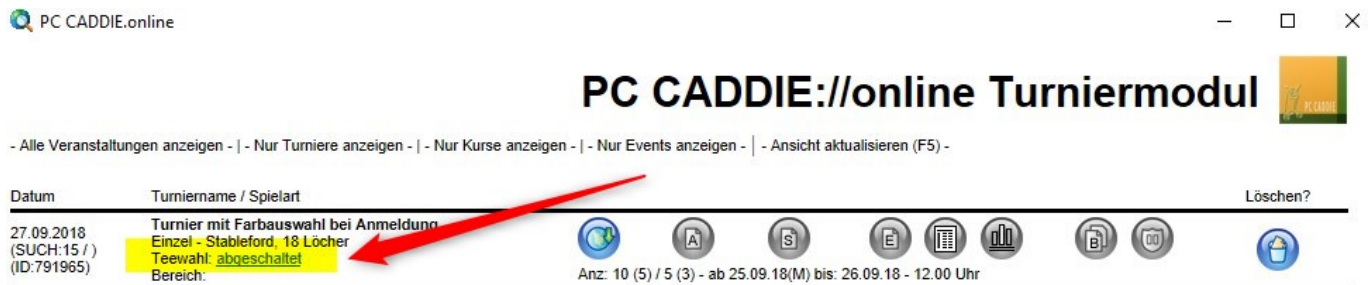 PC CADDIE.online
PC CADDIE://online Turniermodul
PC CADDIE
- Alle Veranstaltungen anzeigen - | - Nur Turniere anzeigen - | - Nur Kurse anzeigen - | - Nur Events anzeigen - | - Ansicht aktualisieren (F5) -
Datum Turniername / Spielart Löschen?
27.09.2018
(SUCH:15 / )
(ID:791965)
Turnier mit Farbauswahl bei Anmeldung
Einzel - Stableford, 18 Löcher
Teewahl: abgeschaltet
Bereich:
A S E B
Anz: 10 (5) / 5 (3) - ab 25.09.18(M) bis: 26.09.18 - 12.00 Uhr